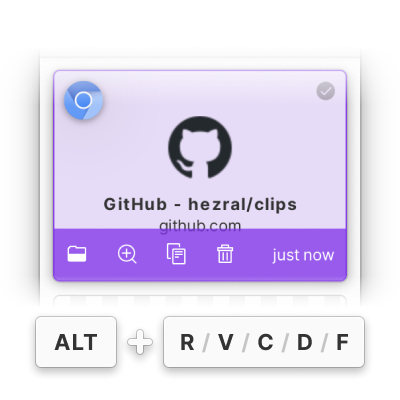 GitHub - hezral/clips
github.com
just now
ALT + R / V / C / D / F